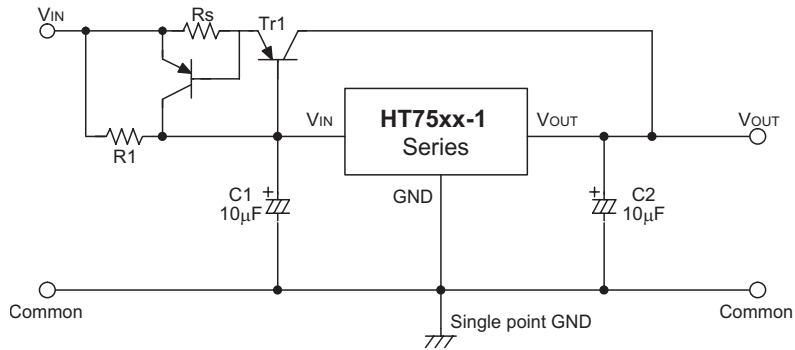 VIN
Rs
Tr1
R1
VIN
HT75xx-1
Series
VOUT
VOUT
GND
C1
10μF
C2
10μF
Common
Single point GND
Common
+
+